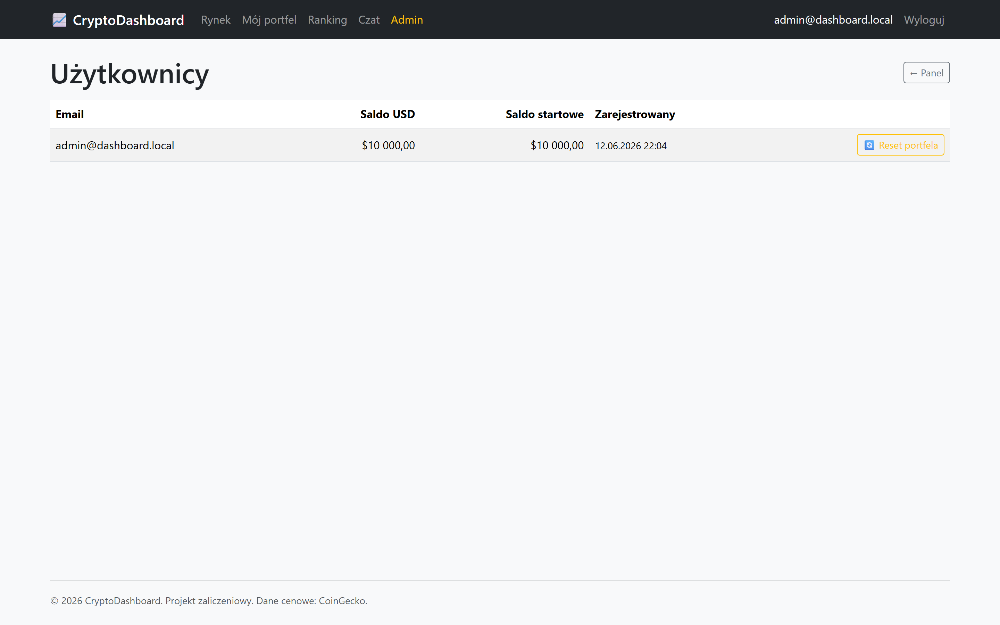 CryptoDashboard Rynek Mój portfel Ranking Czat Admin admin@dashboard.local Wyloguj
Użytkownicy ← Panel
Email Saldo USD Saldo startowe Zarejestrowany
admin@dashboard.local $10 000,00 $10 000,00 12.06.2026 22:04 Reset portfela
© 2026 CryptoDashboard. Projekt zaliczeniowy. Dane cenowe: CoinGecko.